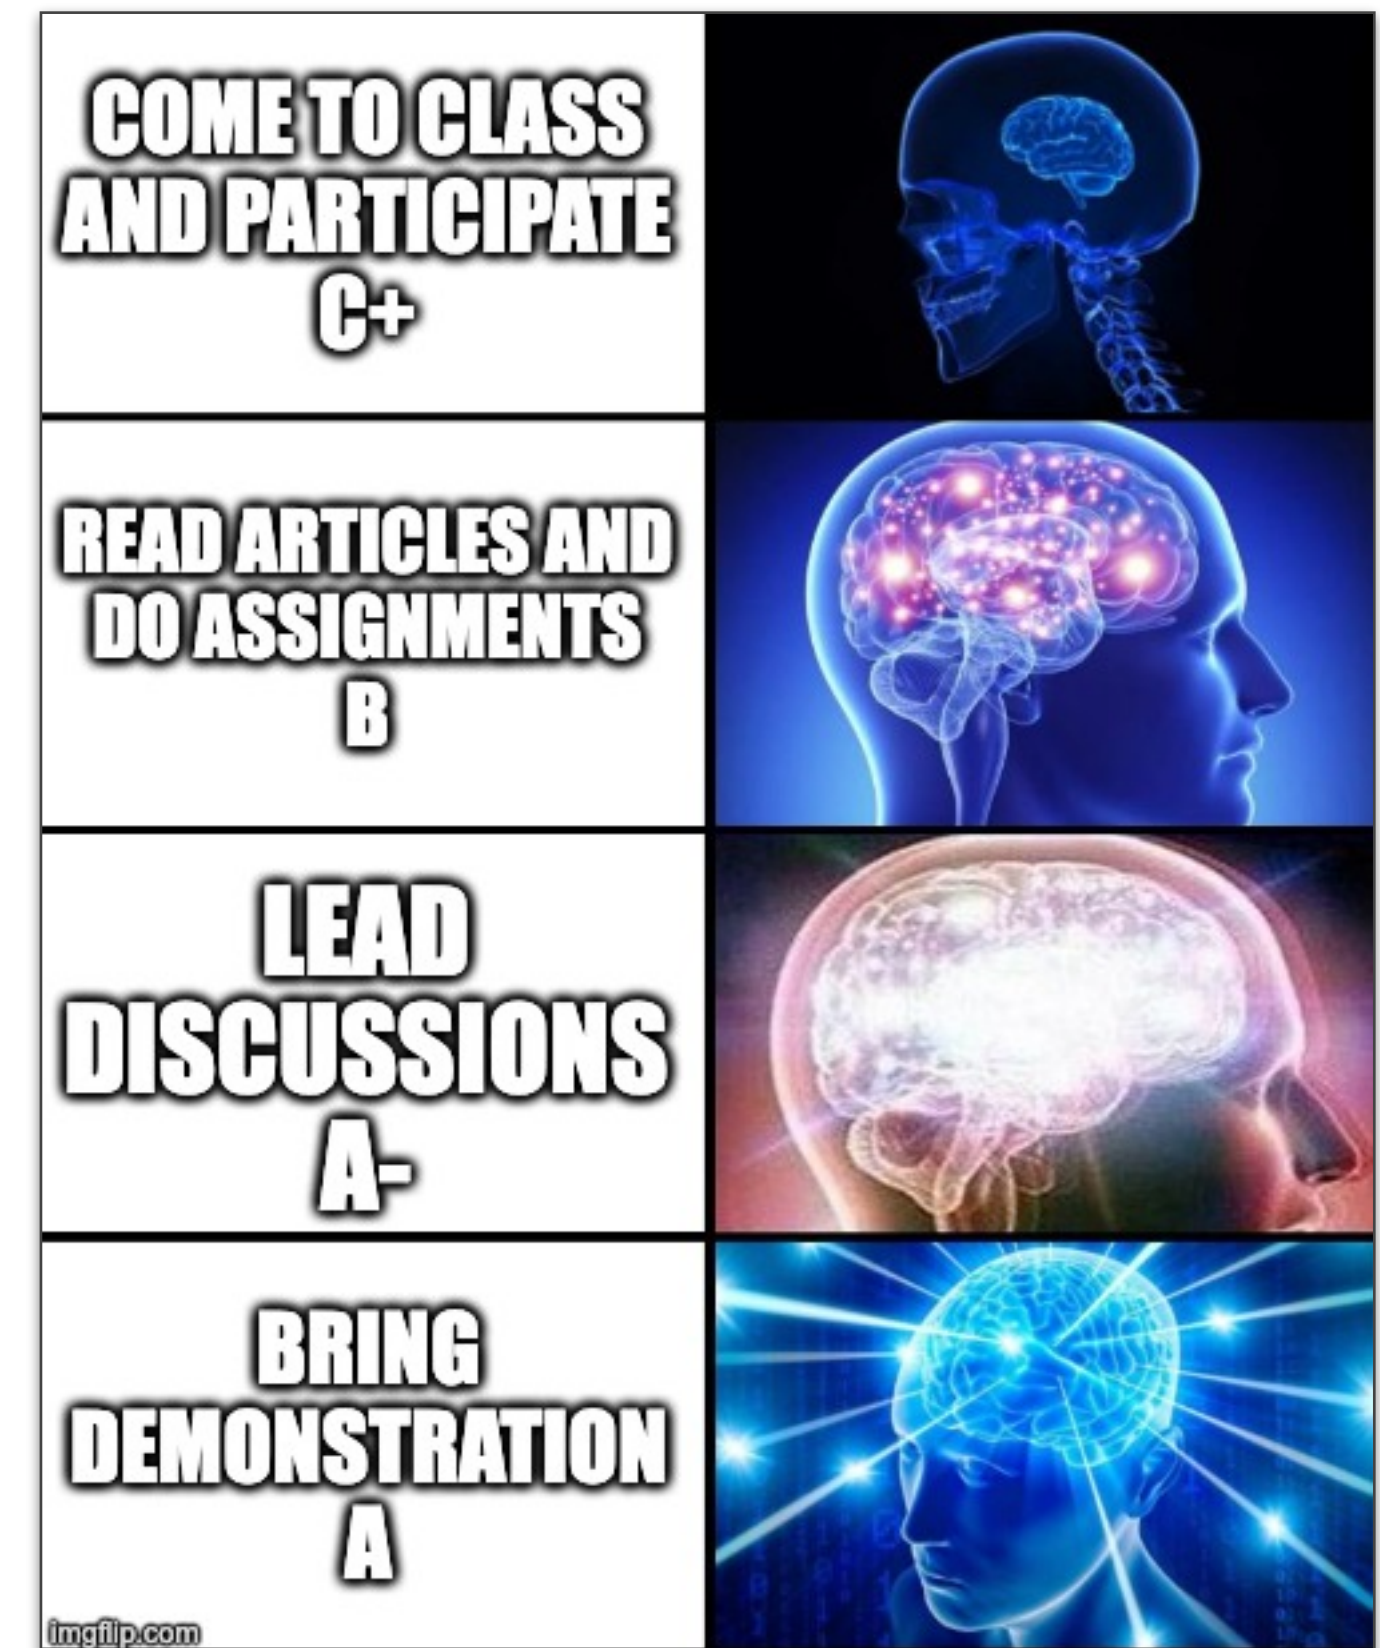 COME TO CLASS
AND PARTICIPATE
C+
READ ARTICLES AND
DO ASSIGNMENTS
B
LEAD
DISCUSSIONS
A-
BRING
DEMONSTRATION
A
imgflip.com